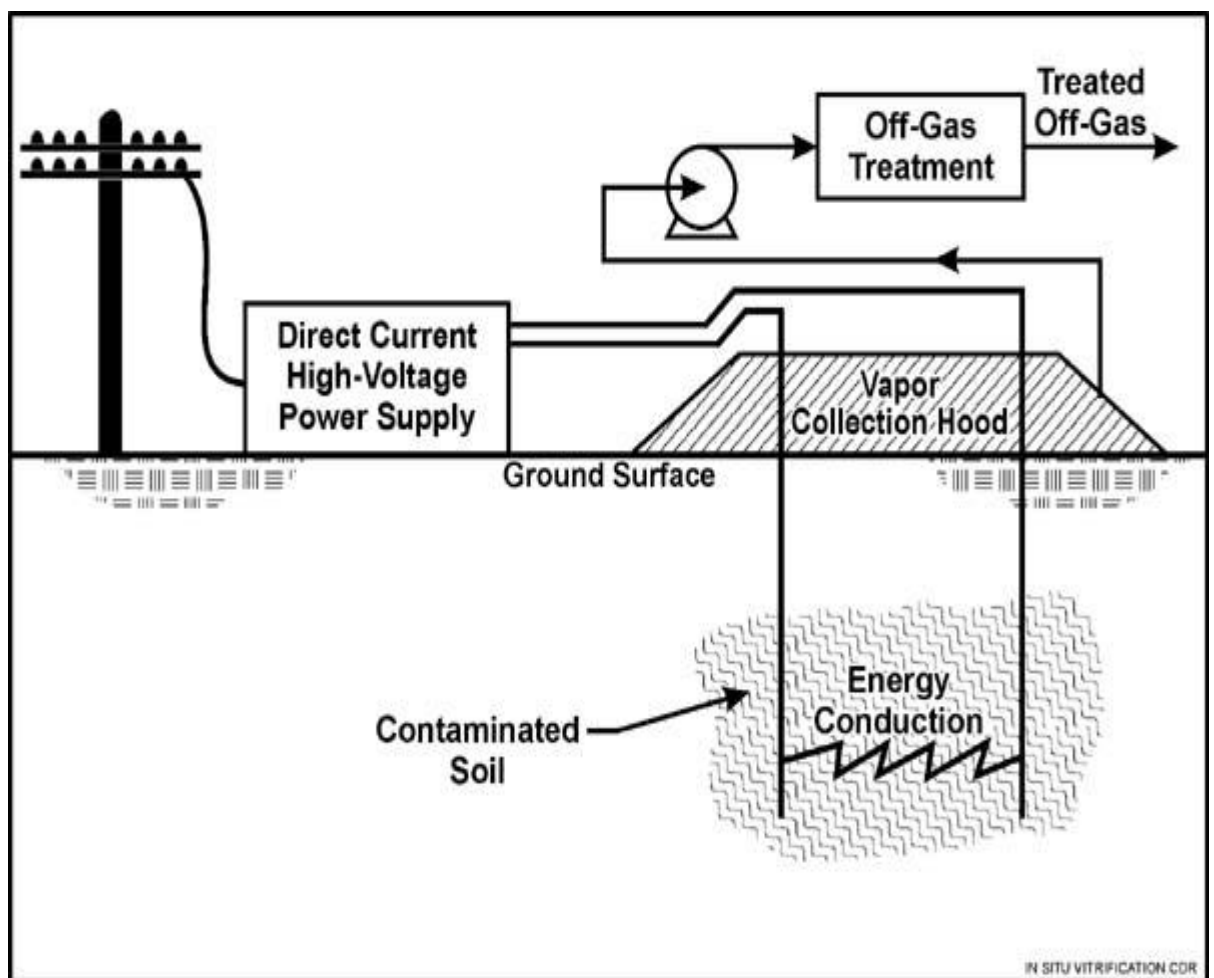 Treated
Off-Gas
Off-Gas
Treatment
Direct Current
High-Voltage
Power Supply
Vapor
Collection Hood
Ground Surface
Energy
Conduction
Contaminated
Soil
IN SITU VITRIFICATION CDR